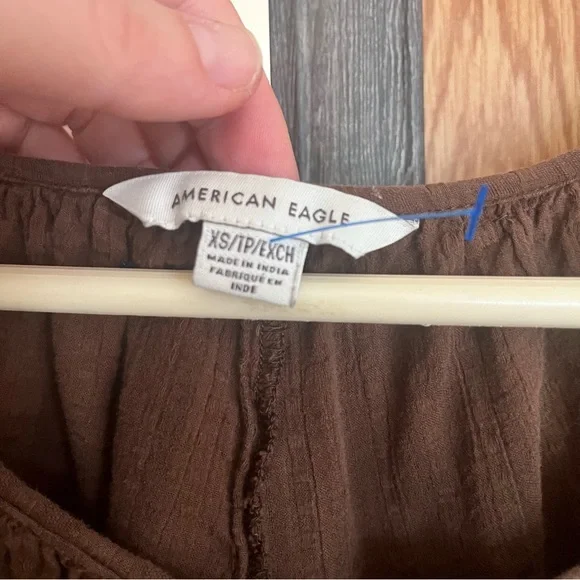 AMERICAN EAGLE
XS/TP/EXCH
MADE IN INDIA
FABRIQUÉ EN
INDE